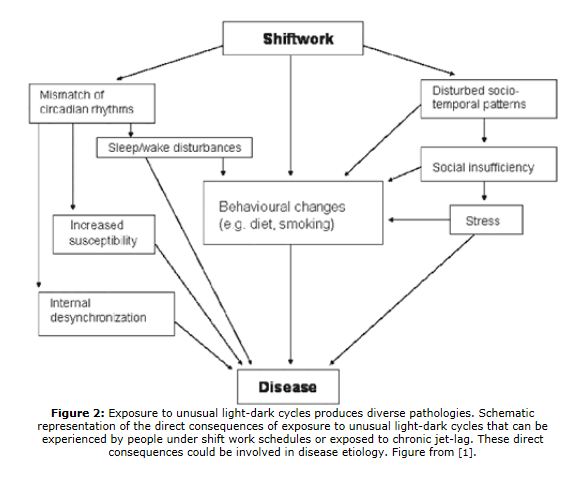 Shiftwork
Mismatch of
circadian rhythms
Disturbed socio-
temporal patterns
Sleep/wake disturbances
Social insufficiency
Behavioural changes
(e.g. diet, smoking)
Increased
susceptibility
Stress
Internal
desynchronization
Disease
Figure 2: Exposure to unusual light-dark cycles produces diverse pathologies. Schematic
representation of the direct consequences of exposure to unusual light-dark cycles that can be
experienced by people under shift work schedules or exposed to chronic jet-lag. These direct
consequences could be involved in disease etiology. Figure from [1].